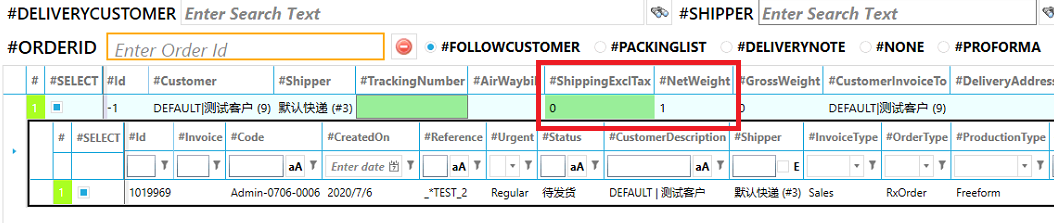 #DELIVERYCUSTOMER Enter Search Text #SHIPPER Enter Search Text
#ORDERID Enter Order Id #FOLLOWCUSTOMER #PACKINGLIST #DELIVERYNOTE #NONE #PROFORMA
# #SELECT #Id #Customer #Shipper #TrackingNumber #AirWaybil #ShippingExclTax #NetWeight #GrossWeight #CustomerInvoiceTo #DeliveryAddres
1 -1 DEFAULT|测试客户 (9) 默认快递 (#3) 0 1 0 DEFAULT|测试客户 (9)
# #SELECT #Id #Invoice #Code #CreatedOn #Reference #Urgent #Status #CustomerDescription #Shipper #InvoiceType #OrderType #ProductionType
aA Enter date aA aA aA E
1 1019969 Admin-0706-0006 2020/7/6 _*TEST_2 Regular 待发货 DEFAULT | 测试客户 默认快递 (#3) Sales RxOrder Freeform